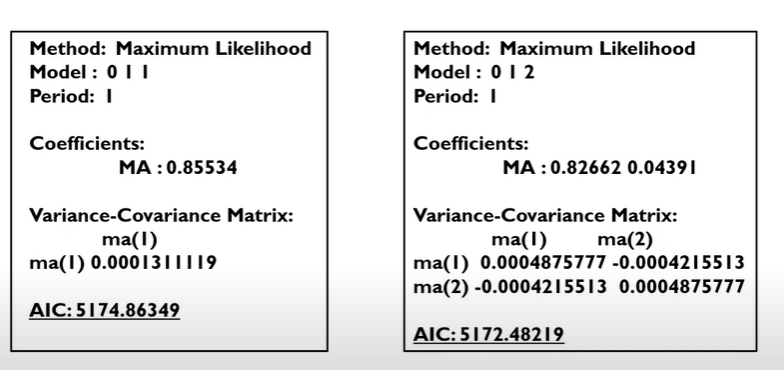 Method: Maximum Likelihood
Model : 0 1 1
Period: 1
Coefficients:
MA : 0.85534
Variance-Covariance Matrix:
ma(1)
ma(1) 0.0001311119
AIC: 5174.86349
Method: Maximum Likelihood
Model : 0 1 2
Period: 1
Coefficients:
MA : 0.82662 0.04391
Variance-Covariance Matrix:
ma(1) ma(2)
ma(1) 0.0004875777 -0.0004215513
ma(2) -0.0004215513 0.0004875777
AIC: 5172.48219